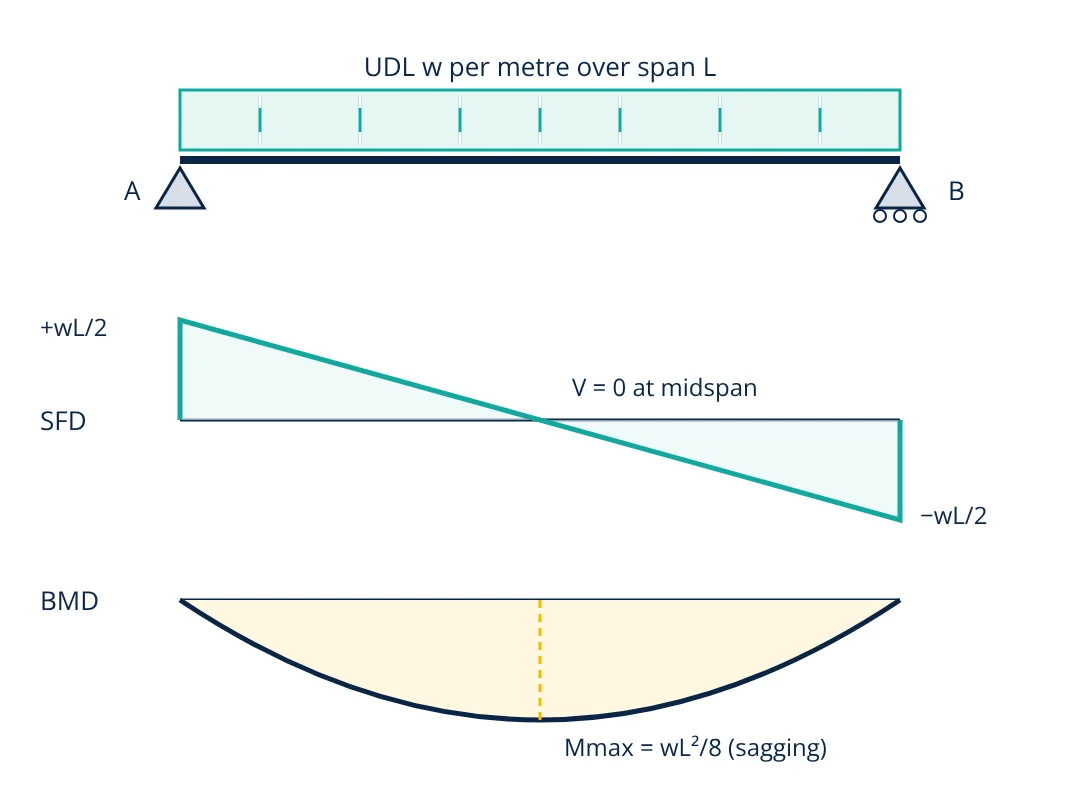 UDL w per metre over span L
A
B
+wL/2
V = 0 at midspan
SFD
−wL/2
BMD
Mmax = wL²/8 (sagging)